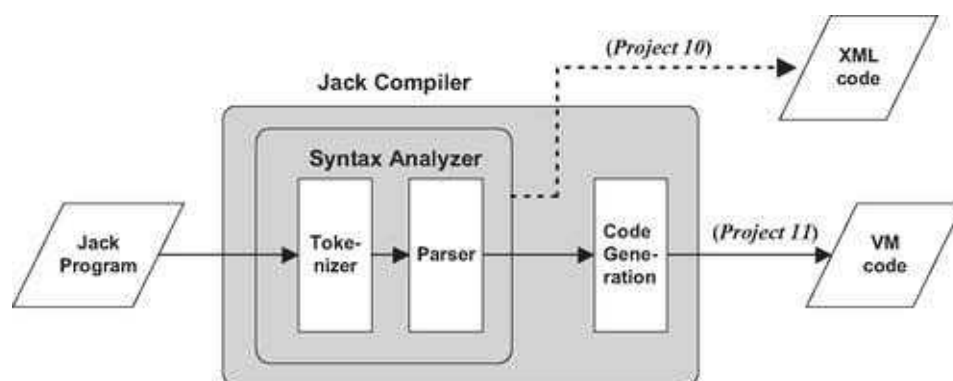 (Project 10)
XML
code
Jack Compiler
Syntax Analyzer
Jack
Program
Toke-
nizer
Parser
Code
Gene-
ration
(Project 11)
VM
code